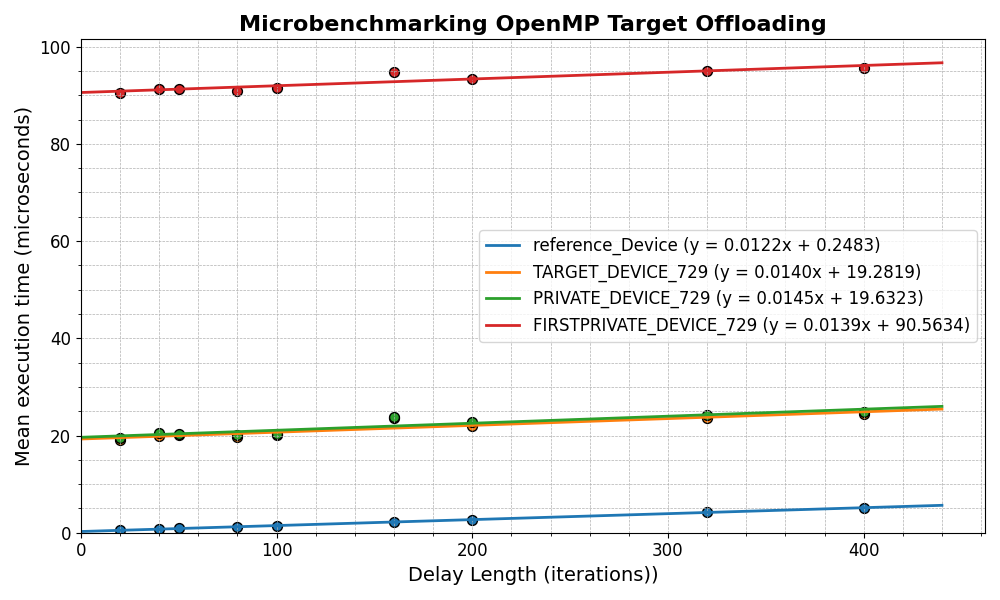 Microbenchmarking OpenMP Target Offloading
Mean execution time (microseconds)
100
80
60
40
20
0
reference_Device (y = 0.0122x + 0.2483)
TARGET_DEVICE_729 (y = 0.0140x + 19.2819)
PRIVATE_DEVICE_729 (y = 0.0145x + 19.6323)
FIRSTPRIVATE_DEVICE_729 (y = 0.0139x + 90.5634)
0 100 200 300 400
Delay Length (iterations))